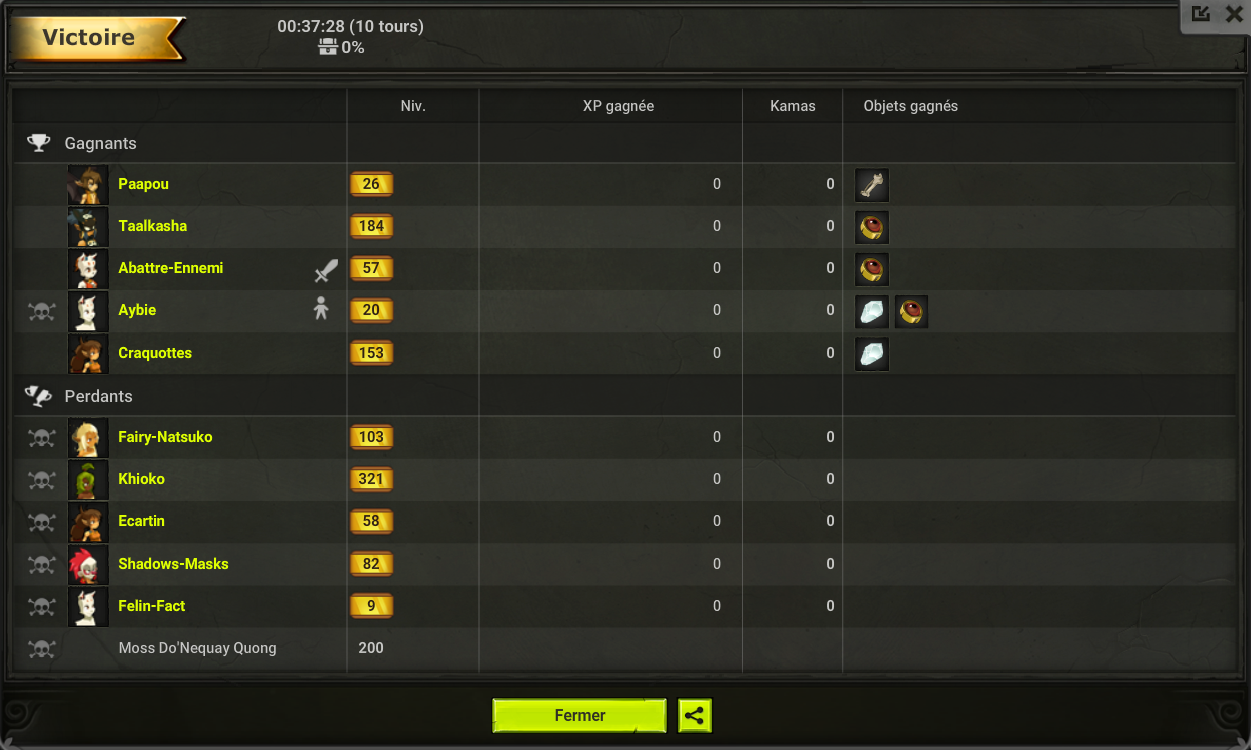 Victoire
00:37:28 (10 tours)
0%
Niv. XP gagnée Kamas Objets gagnés
Gagnants
Paapou 26 0 0
Taalkasha 184 0 0
Abattre-Ennemi 57 0 0
Aybie 20 0 0
Craquottes 153 0 0
Perdants
Fairy-Natsuko 103 0 0
Khioko 321 0 0
Ecartin 58 0 0
Shadows-Masks 82 0 0
Felin-Fact 9 0 0
Moss Do'Nequay Quong 200
Fermer